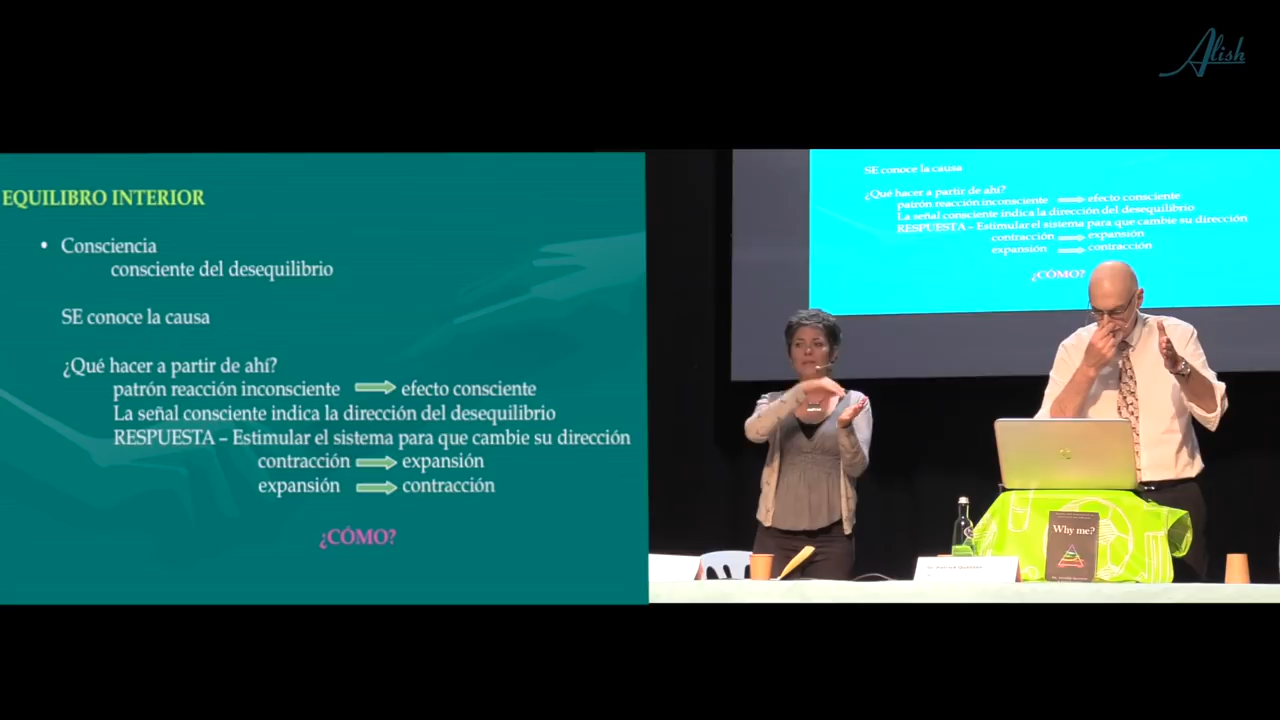 Alish
EQUILIBRO INTERIOR
• Consciencia
consciente del desequilibrio
SE conoce la causa
¿Qué hacer a partir de ahí?
patrón reacción inconsciente efecto consciente
La señal consciente indica la dirección del desequilibrio
RESPUESTA – Estimular el sistema para que cambie su dirección
contracción expansión
expansión contracción
¿CÓMO?
SE conoce la causa
¿Qué hacer a partir de ahí?
patrón reacción inconsciente efecto consciente
La señal consciente indica la dirección del desequilibrio
RESPUESTA – Estimular el sistema para que cambie su dirección
contracción expansión
expansión contracción
¿CÓMO?
Why me?